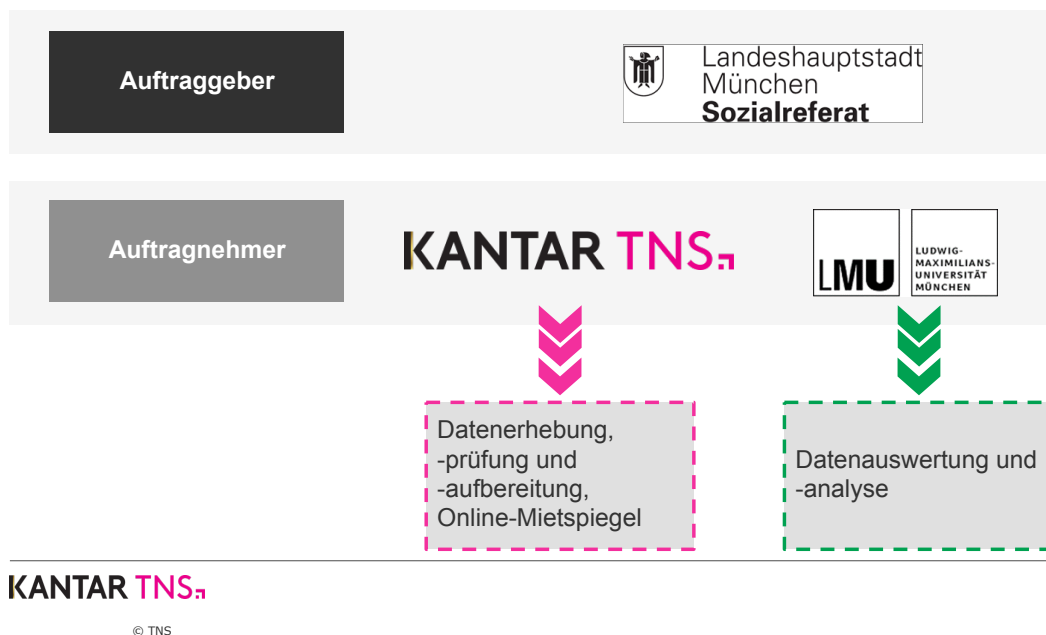 Auftraggeber
Landeshauptstadt
München
Sozialreferat
Auftragnehmer
KANTAR TNS
LMU
LUDWIG-
MAXIMILIANS-
UNIVERSITÄT
MÜNCHEN
Datenerhebung,
-prüfung und
-aufbereitung,
Online-Mietspiegel
Datenauswertung und
-analyse
KANTAR TNS
© TNS